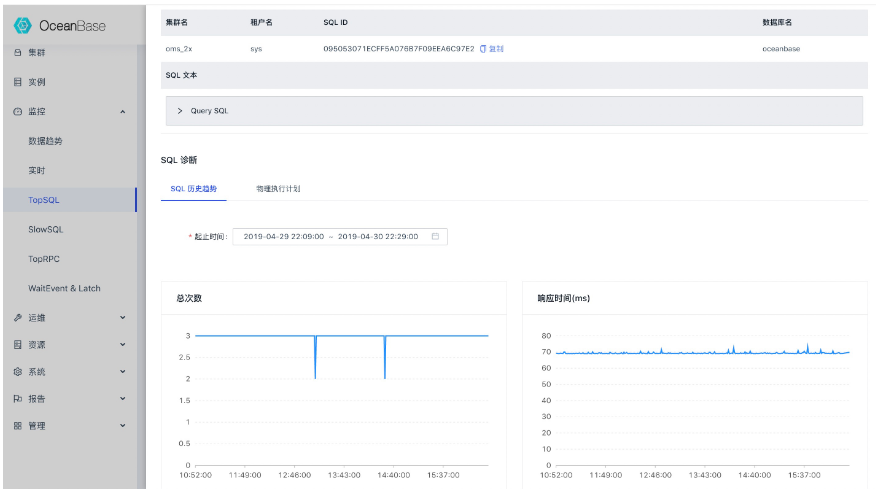 OceanBase
集群
实例
监控
数据趋势
实时
TopSQL
SlowSQL
TopRPC
WaitEvent & Latch
运维
资源
系统
报告
管理
集群名 租户名 SQL ID 数据库名
oms_2x sys 095053071ECFF5A076B7F09EEA6C97E2 复制 oceanbase
SQL 文本
Query SQL
SQL 诊断
SQL 历史趋势 物理执行计划
* 起止时间: 2019-04-29 22:09:00 ~ 2019-04-30 22:29:00
总次数
3
2.5
2
1.5
1
0.5
0
10:52:00 11:49:00 12:46:00 13:43:00 14:40:00 15:37:00
响应时间(ms)
80
70
60
50
40
30
20
10
0
10:52:00 11:49:00 12:46:00 13:43:00 14:40:00 15:37:00